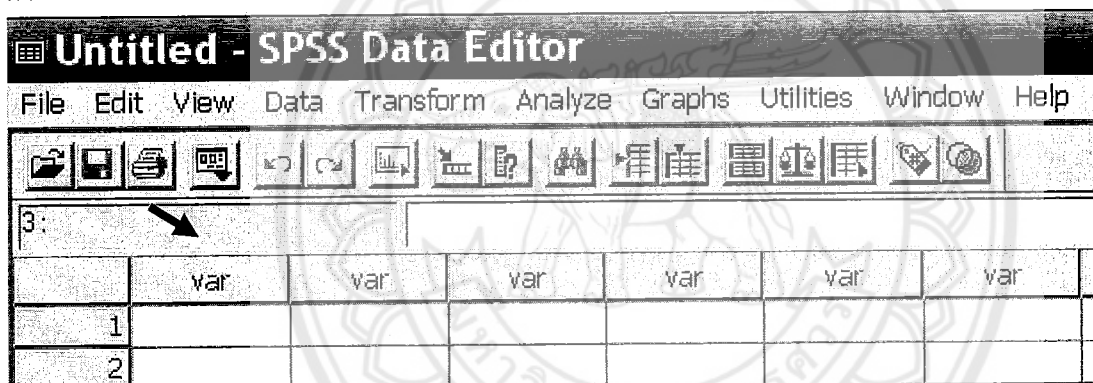 Untitled - SPSS Data Editor
File Edit View Data Transform Analyze Graphs Utilities Window Help
3:
var var var var var var
1
2